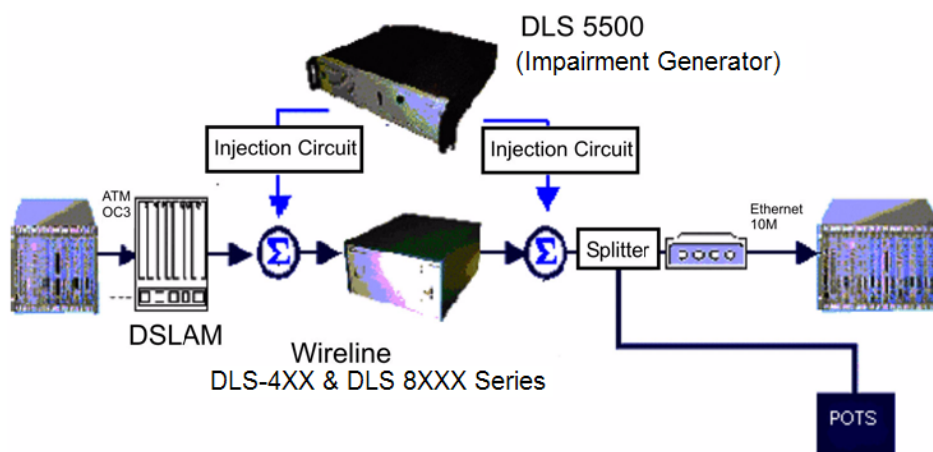 DLS 5500
(Impairment Generator)
Injection Circuit
Injection Circuit
ATM
OC3
Σ
Σ
Splitter
Ethernet
10M
DSLAM
Wireline
DLS-4XX & DLS 8XXX Series
POTS